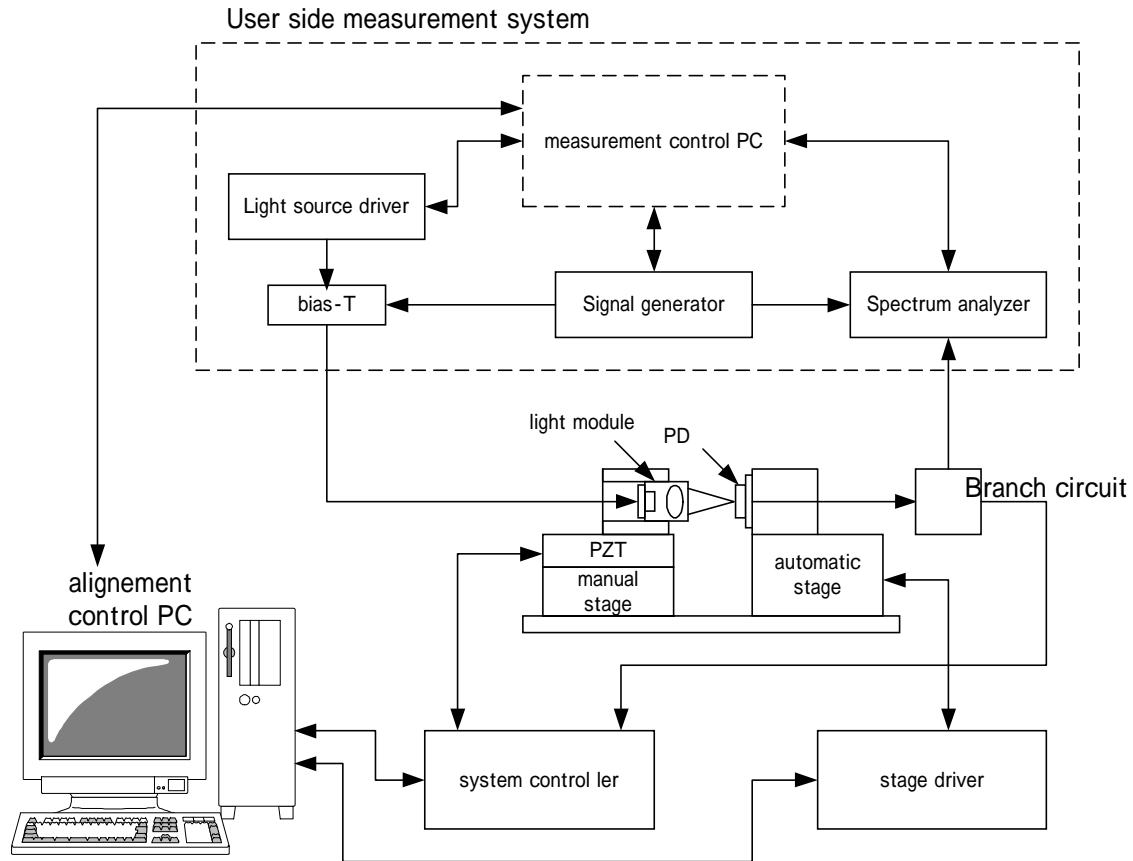 User side measurement system
measurement control PC
Light source driver
bias-T
Signal generator
Spectrum analyzer
light module
PD
Branch circuit
PZT
manual
stage
automatic
stage
alignement
control PC
system control ler
stage driver